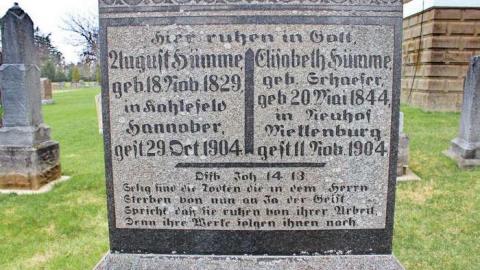 Hier ruhen in Gott,
August Hümme Elisabeth Hümme,
geb. 18 Nov. 1829, geb. Schaefer,
in Kahlefeld geb. 20 Mai 1844,
Hannover, in Neuhof
Mecklenburg
gest. 29 Oct. 1904 gest. 11 Nov. 1904
Offb. Joh. 14. 13.
Selig sind die Todten die in dem Herrn
Sterben von nun an Ja der Geist
Spricht, daß sie ruhen von ihrer Arbeit,
Denn ihre Werke folgen ihnen nach.